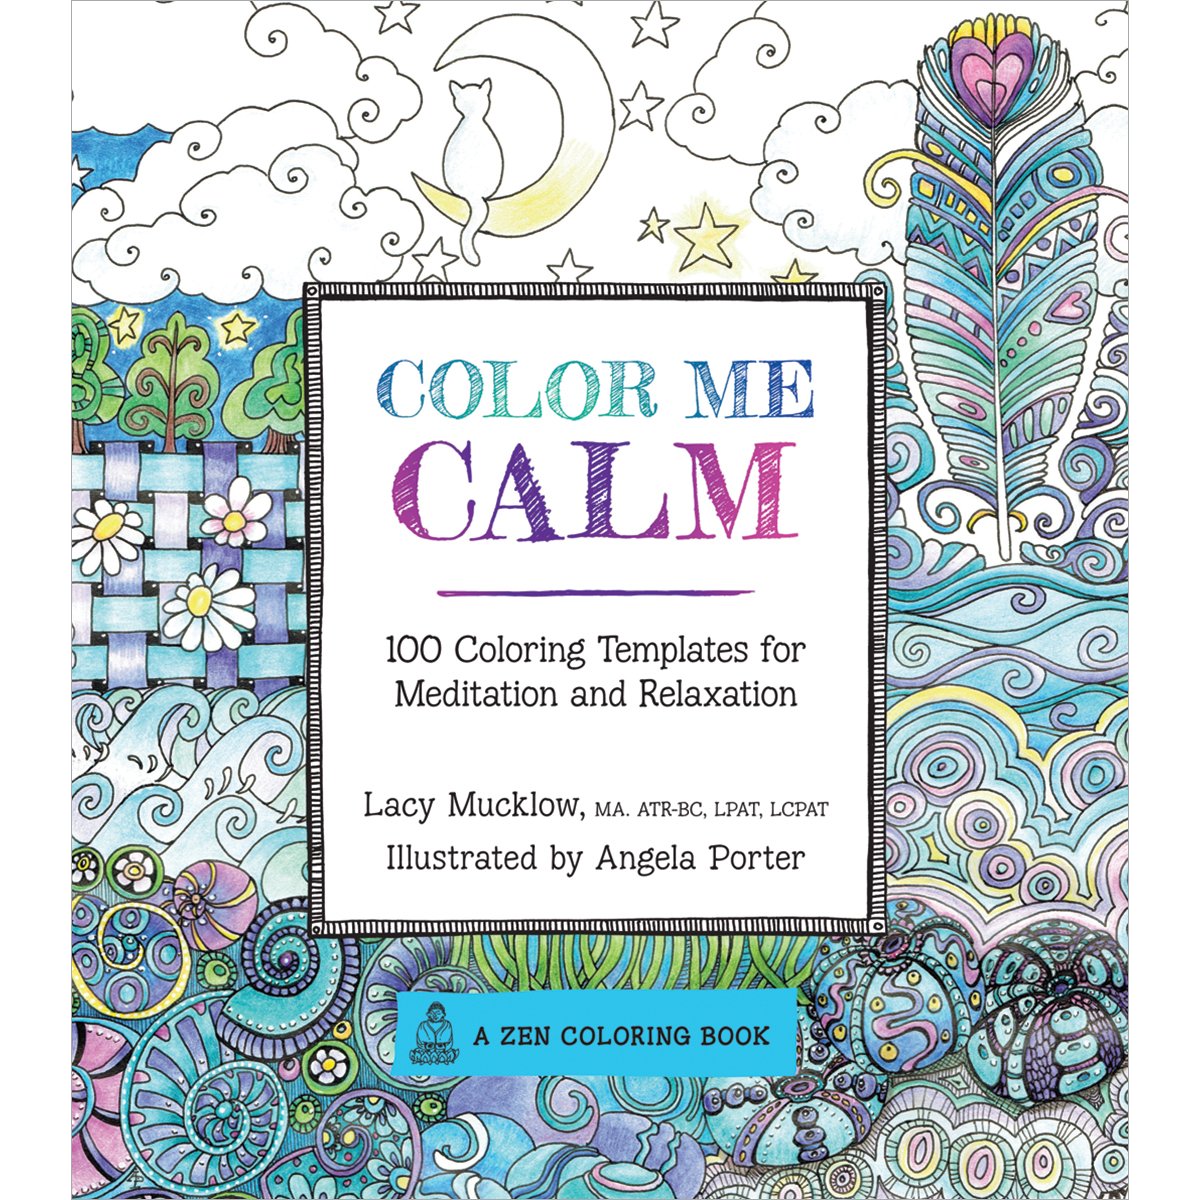 COLOR ME
CALM
100 Coloring Templates for
Meditation and Relaxation
Lacy Mucklow, MA. ATR-BC, LPAT, LCPAT
Illustrated by Angela Porter
A ZEN COLORING BOOK